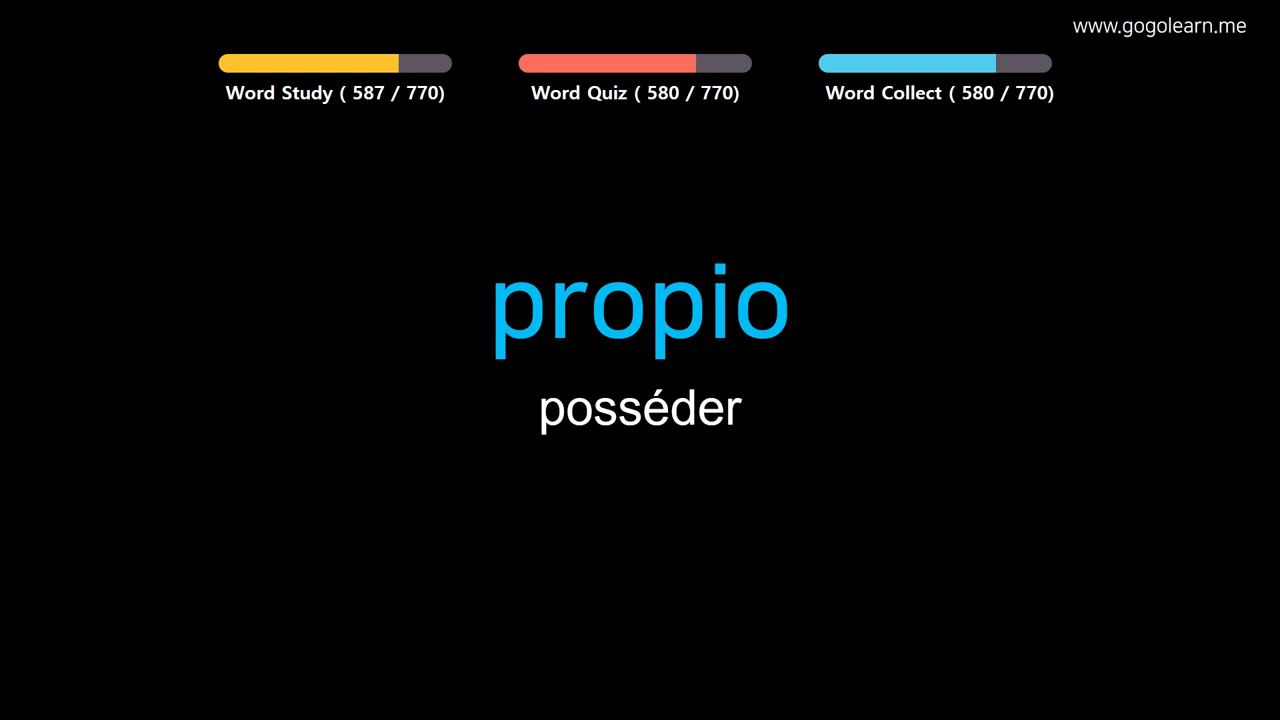 www.gogolearn.me
Word Study ( 587 / 770)
Word Quiz ( 580 / 770)
Word Collect ( 580 / 770)
propio
posséder